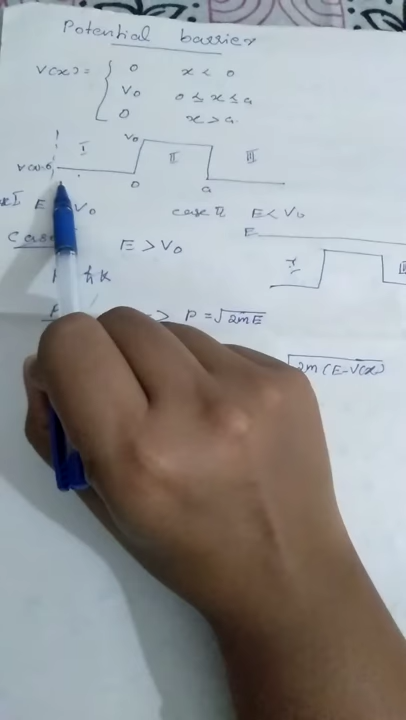 Potential barrier
V(x) = { 0 x < 0
V₀ 0 ≤ x ≤ a
0 x > a
I V₀ II III
0 a
E V₀ case II E < V₀
Case E > V₀ E
ħk I
=> P = √2mE
√2m(E-V(x))